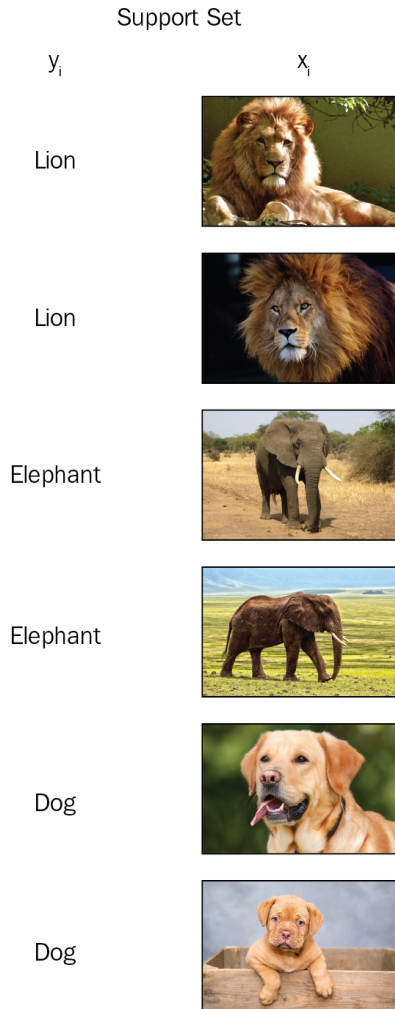 Support Set
yᵢ xᵢ
Lion
Lion
Elephant
Elephant
Dog
Dog